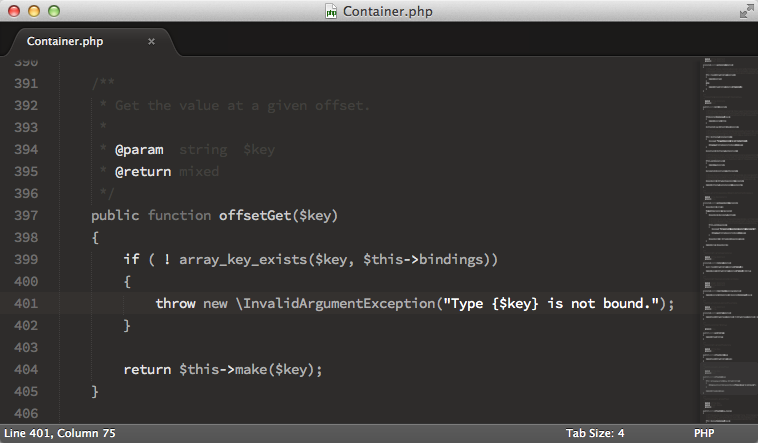 php Container.php
Container.php ×
390
391 /**
392 * Get the value at a given offset.
393 *
394 * @param  string  $key
395 * @return mixed
396 */
397 public function offsetGet($key)
398 {
399 if ( ! array_key_exists($key, $this->bindings))
400 {
401 throw new \InvalidArgumentException("Type {$key} is not bound.");
402 }
403
404 return $this->make($key);
405 }
406
Line 401, Column 75 Tab Size: 4 PHP